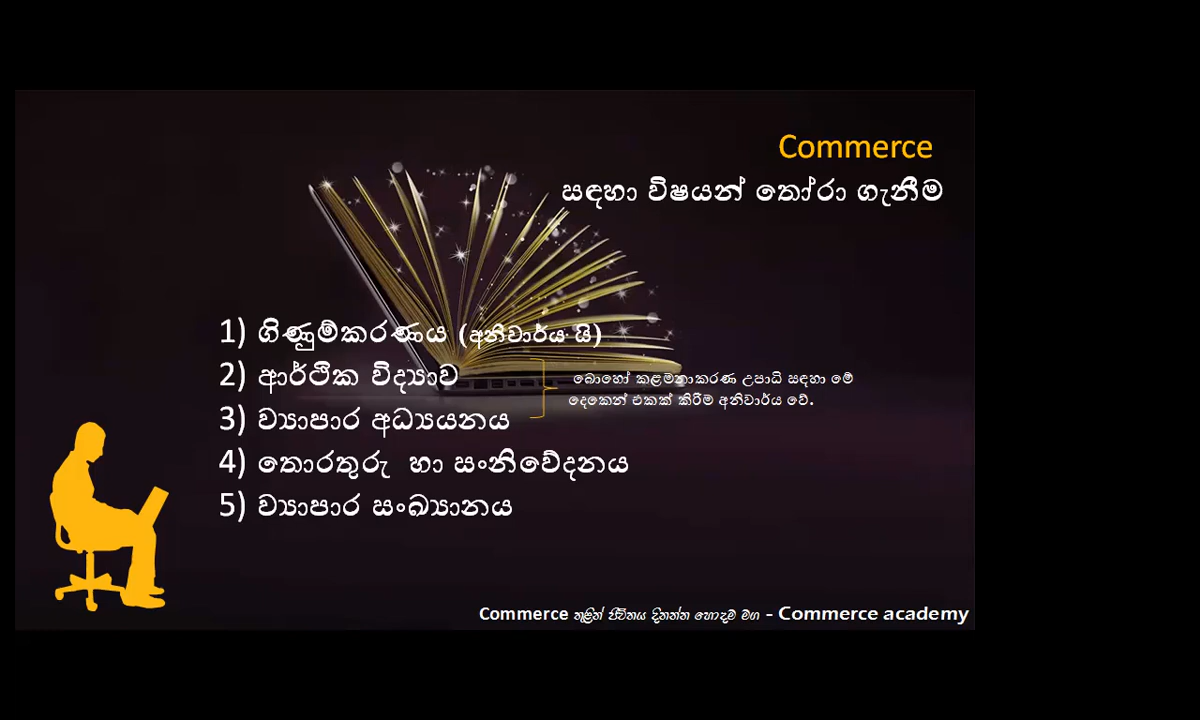 Commerce
සඳහා විෂයන් තෝරා ගැනීම
1) ගිණුම්කරණය (අනිවාර්ය යි)
2) ආර්ථික විද්‍යාව
3) ව්‍යාපාර අධ්‍යයනය
බොහෝ කළමනාකරණ උපාධි සඳහා මේ
දෙකෙන් එකක් කිරීම අනිවාර්ය වේ.
4) තොරතුරු හා සංනිවේදනය
5) ව්‍යාපාර සංඛ්‍යානය
Commerce තුළින් ජීවිතය දිනන්න හොඳම මග – Commerce academy